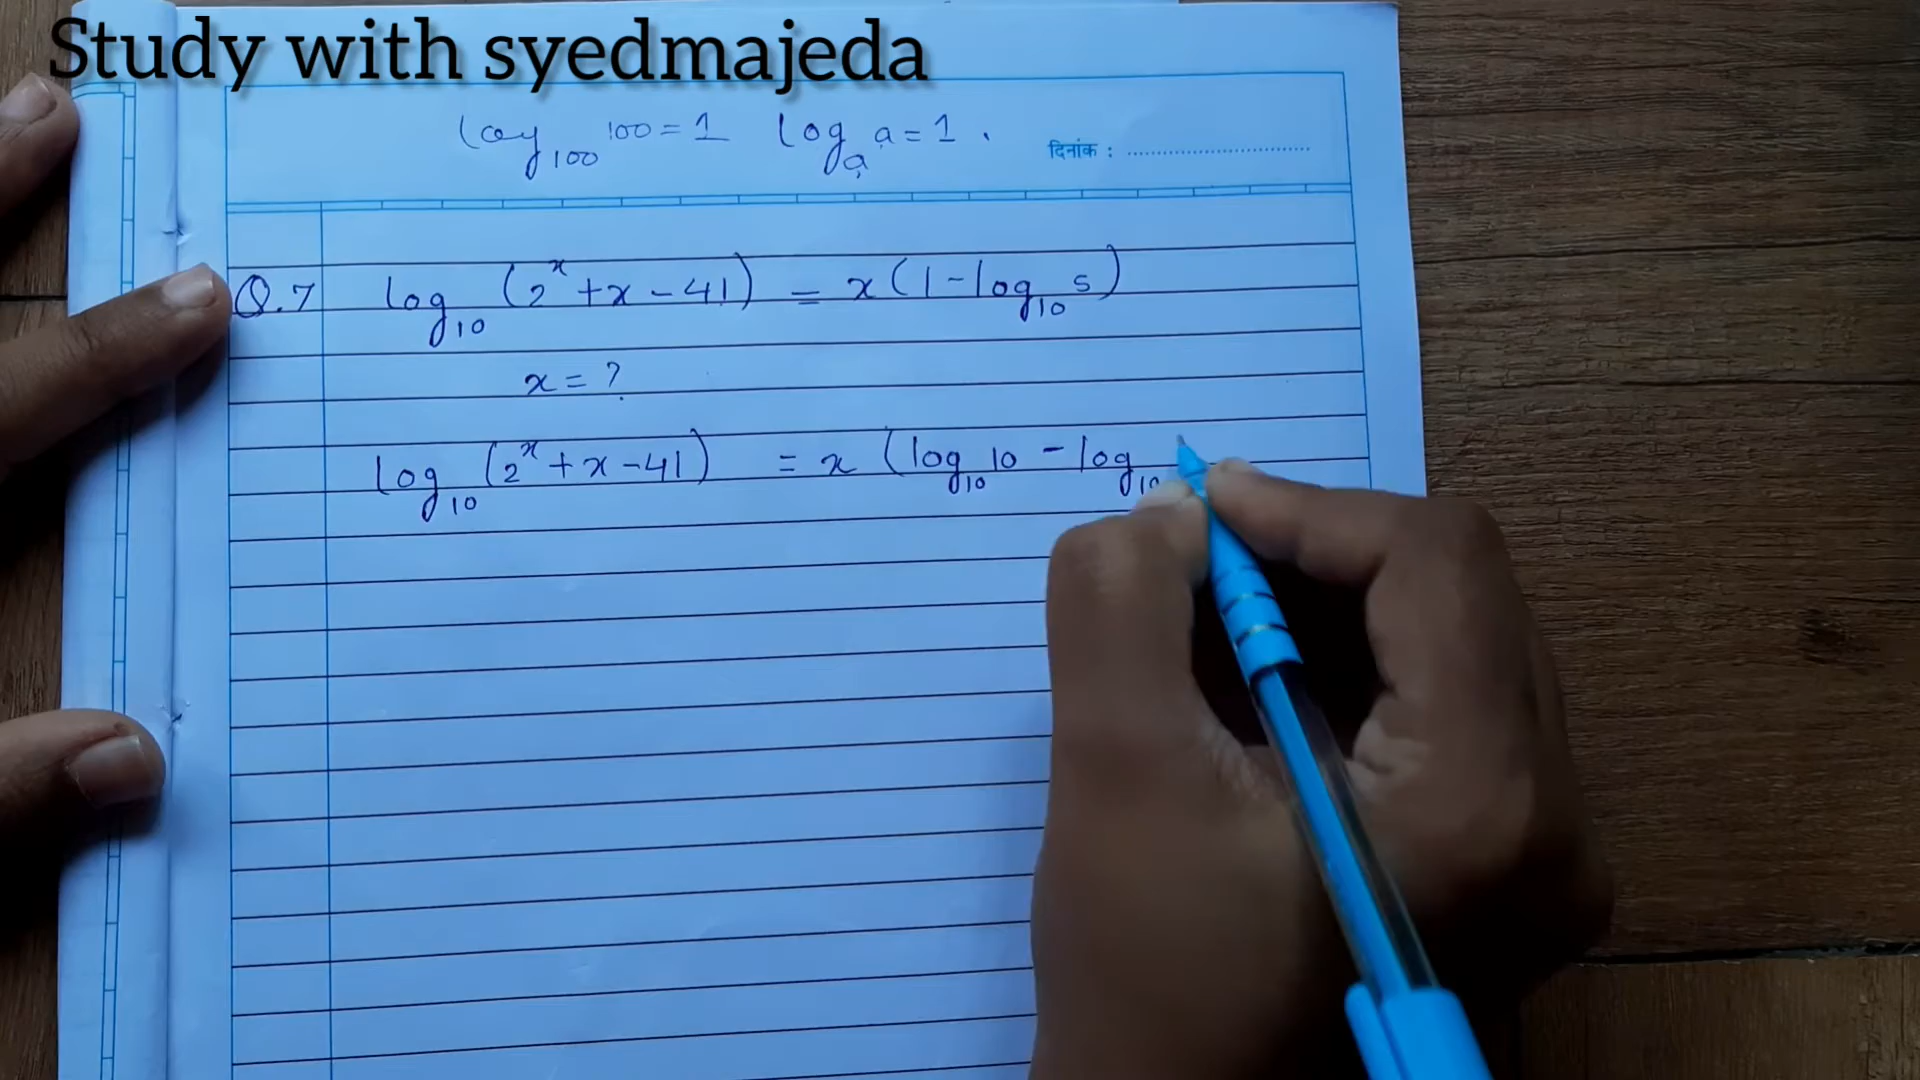 Study with syedmajeda
log₁₀₀ 100 = 1   logₐ a = 1 .
दिनांक : ..............................
Q.7 log₁₀ (2ˣ + x - 41) = x (1 - log₁₀ 5)
x = ?
log₁₀ (2ˣ + x - 41) = x (log₁₀ 10 - log₁₀